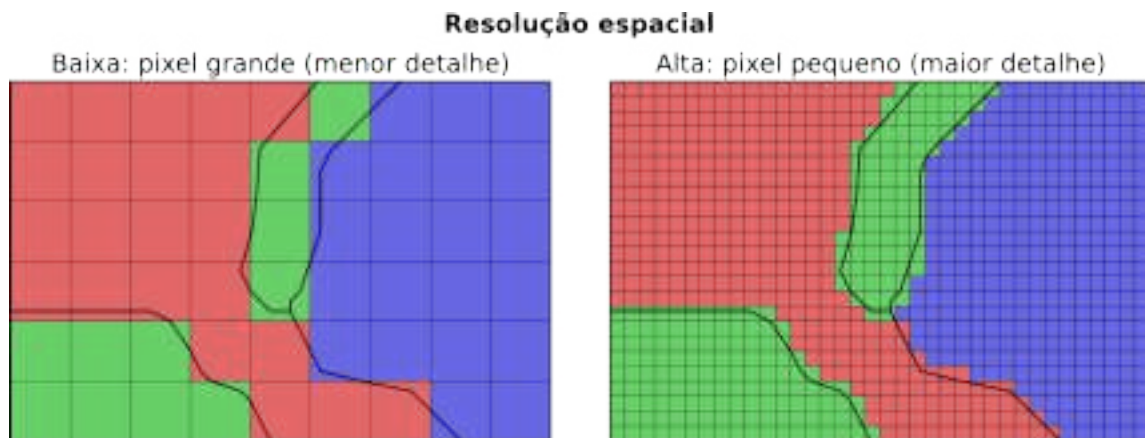 Resolução espacial
Baixa: pixel grande (menor detalhe)
Alta: pixel pequeno (maior detalhe)